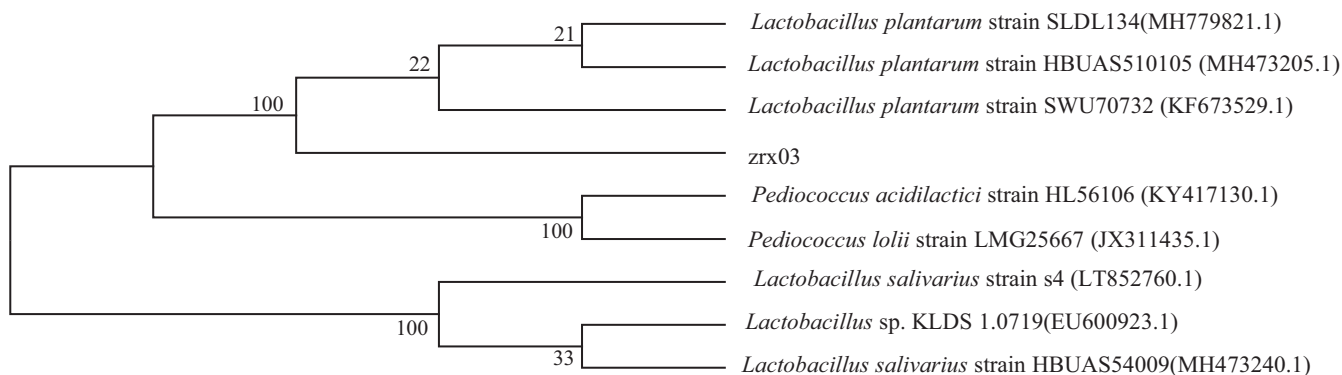 Lactobacillus plantarum strain SLDL134(MH779821.1)
21
Lactobacillus plantarum strain HBUAS510105 (MH473205.1)
22
Lactobacillus plantarum strain SWU70732 (KF673529.1)
100
zrx03
Pediococcus acidilactici strain HL56106 (KY417130.1)
100
Pediococcus lolii strain LMG25667 (JX311435.1)
Lactobacillus salivarius strain s4 (LT852760.1)
100
Lactobacillus sp. KLDS 1.0719(EU600923.1)
33
Lactobacillus salivarius strain HBUAS54009(MH473240.1)